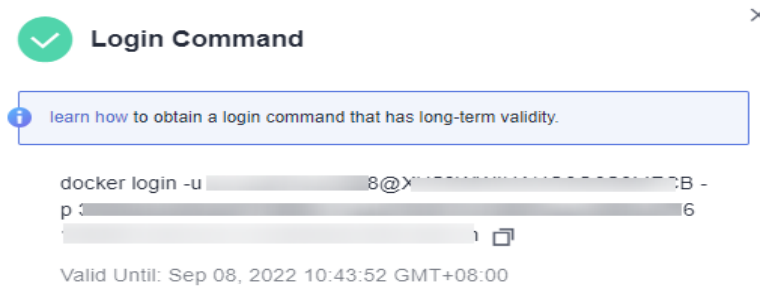 Login Command
learn how to obtain a login command that has long-term validity.
docker login -u 8@X B -
p 6
Valid Until: Sep 08, 2022 10:43:52 GMT+08:00